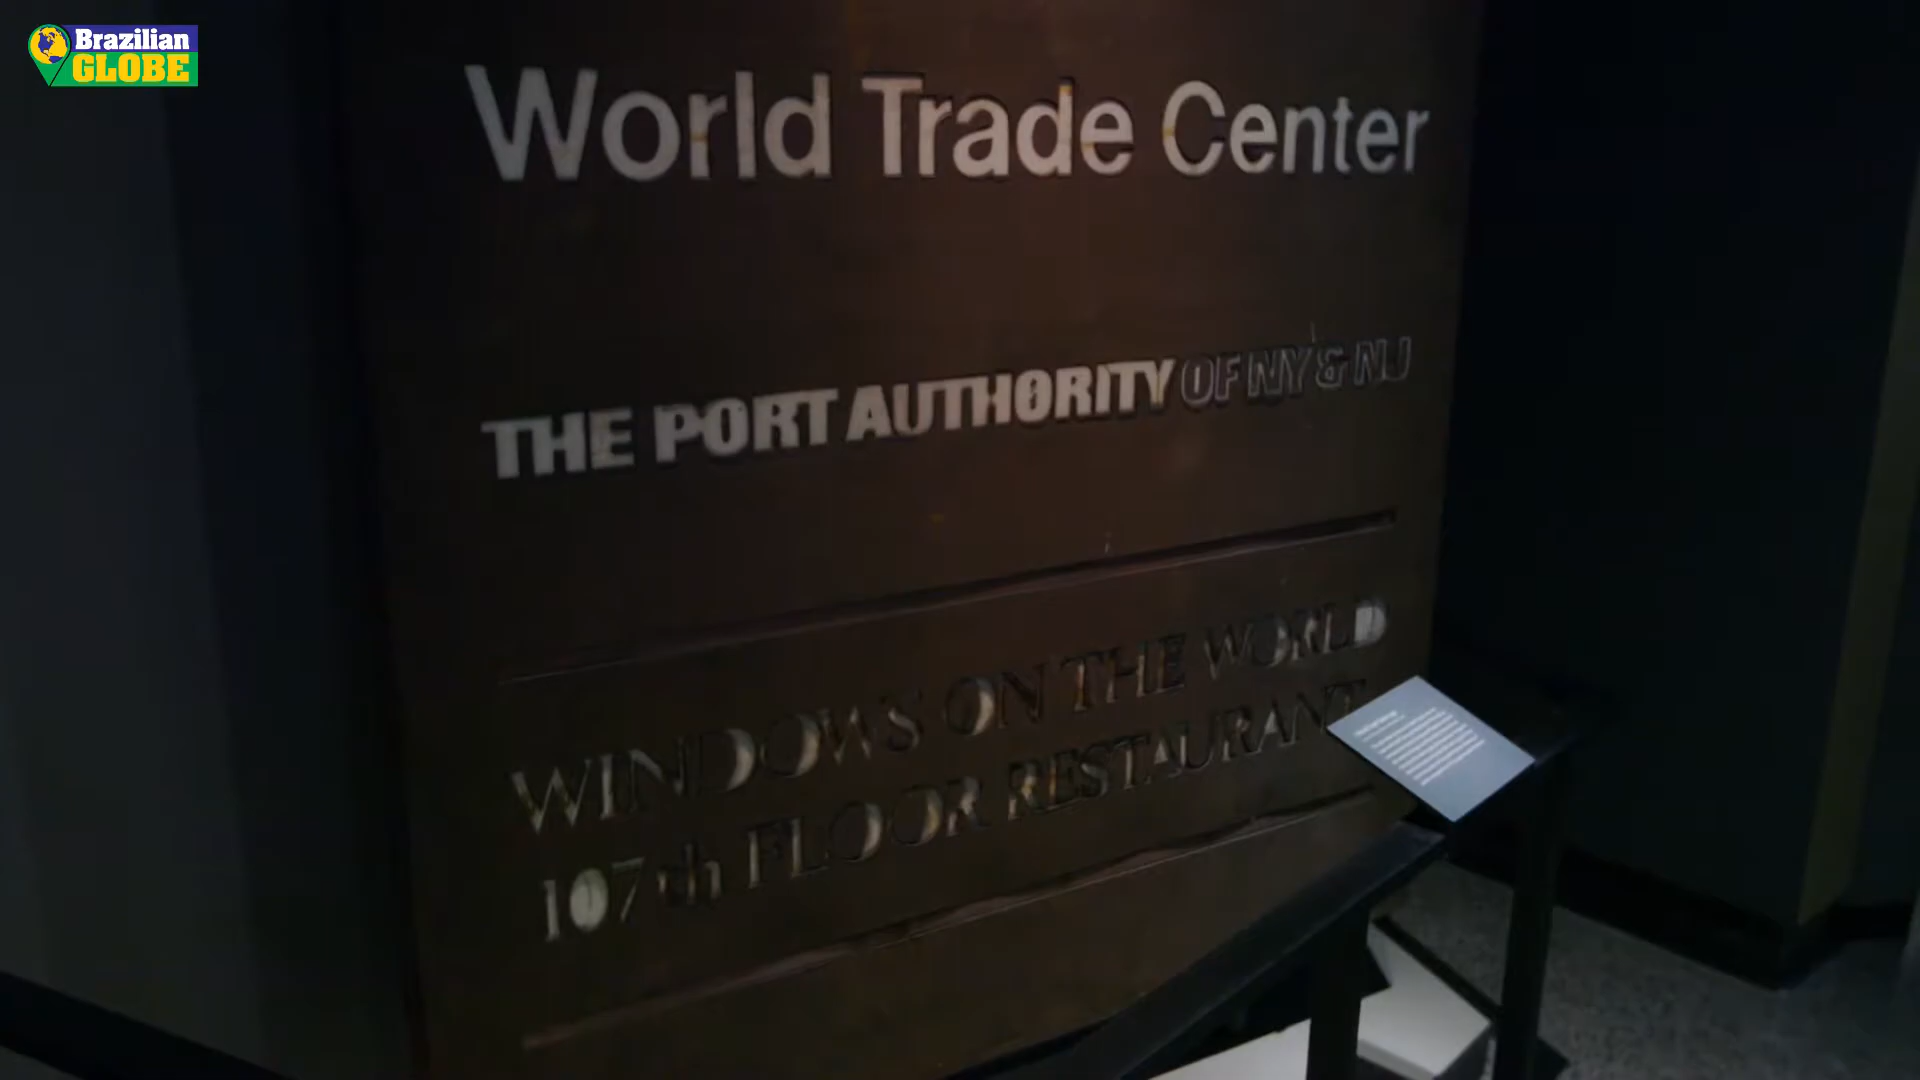 Brazilian
GLOBE
World Trade Center
THE PORT AUTHORITY OF NY & NJ
WINDOWS ON THE WORLD
107th FLOOR RESTAURANT